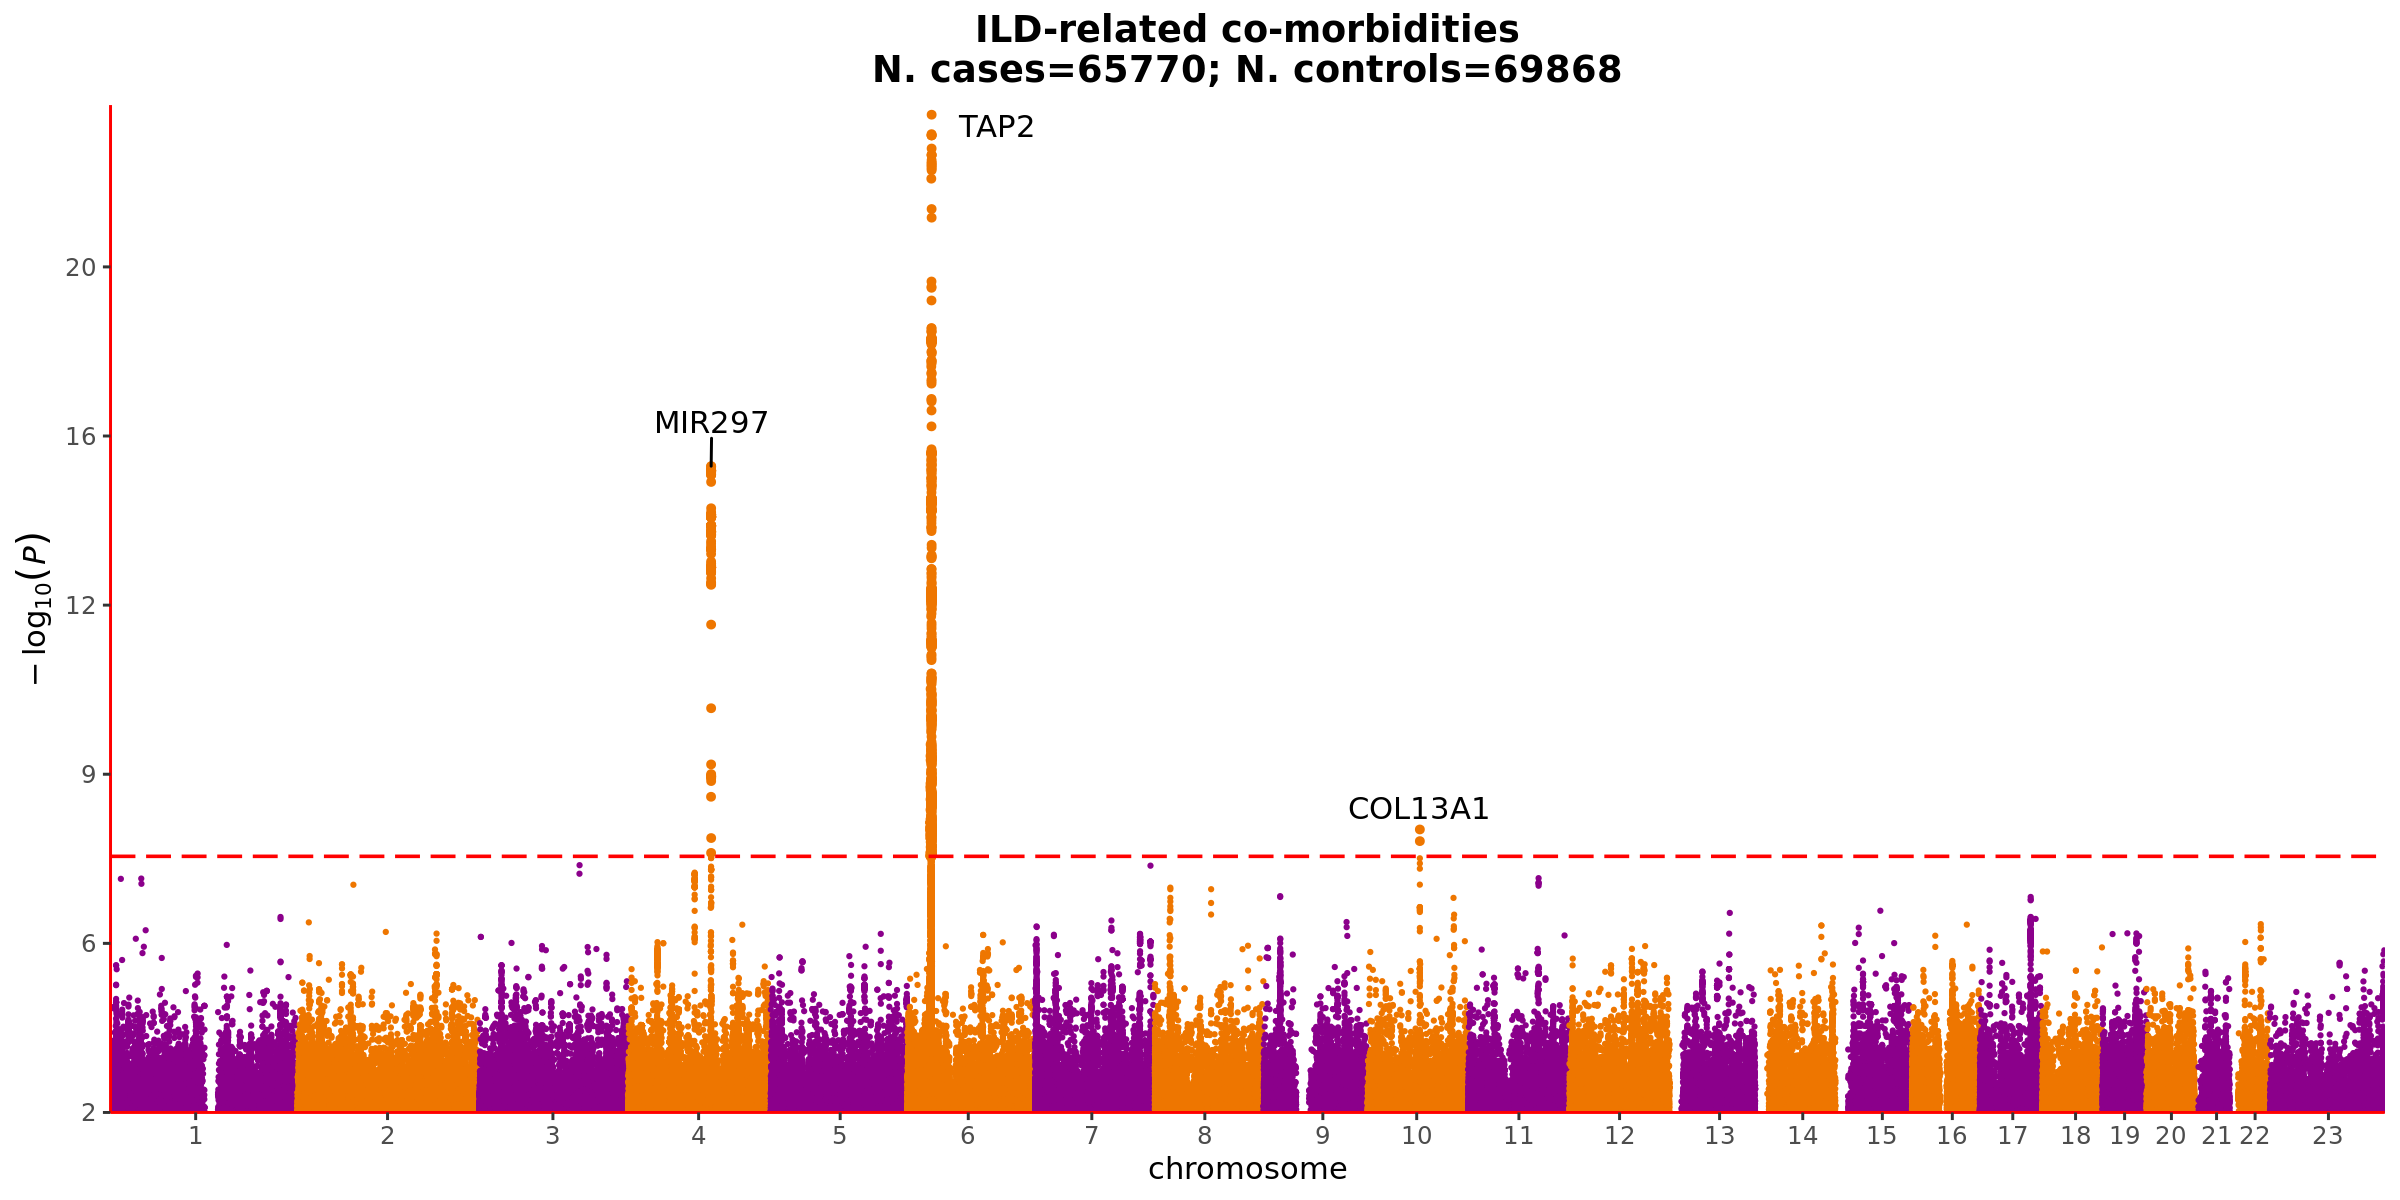 ILD-related co-morbidities
N. cases=65770; N. controls=69868
TAP2
MIR297
COL13A1
− log10(P)
20
16
12
9
6
2
1 2 3 4 5 6 7 8 9 10 11 12 13 14 15 16 17 18 19 20 21 22 23
chromosome